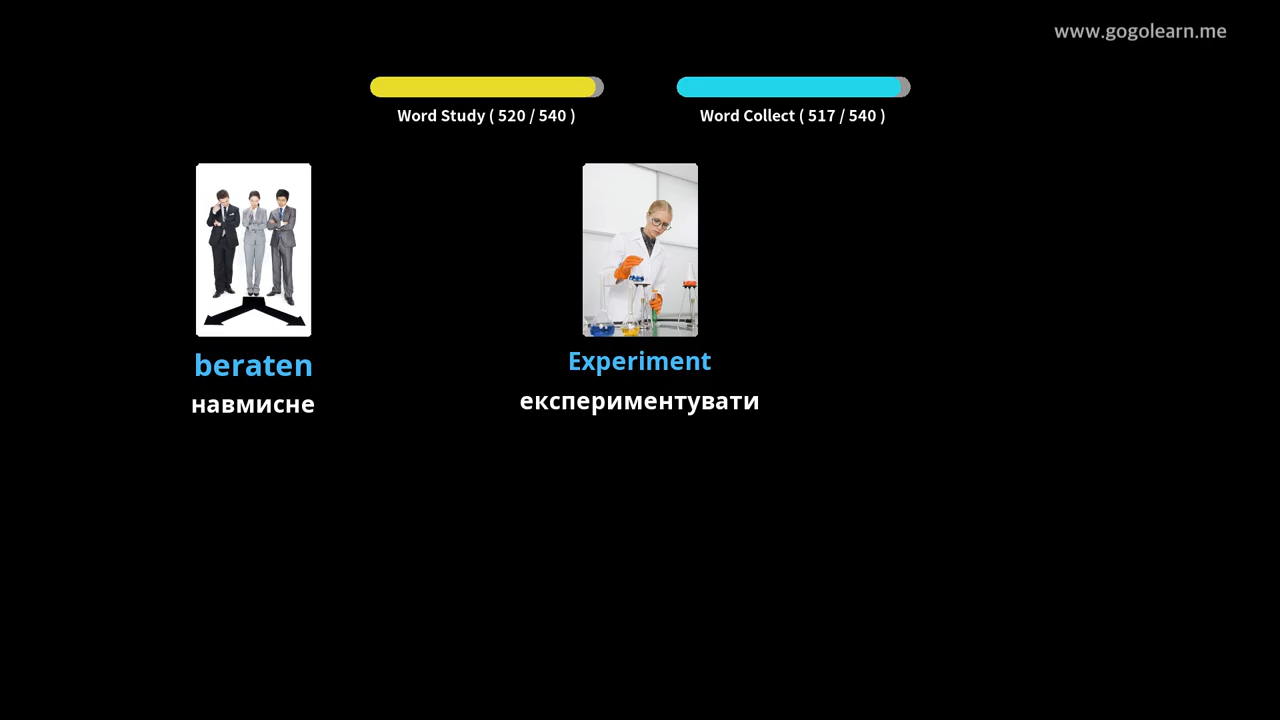 www.gogolearn.me
Word Study ( 520 / 540 )
Word Collect ( 517 / 540 )
beraten
Experiment
навмисне
експериментувати